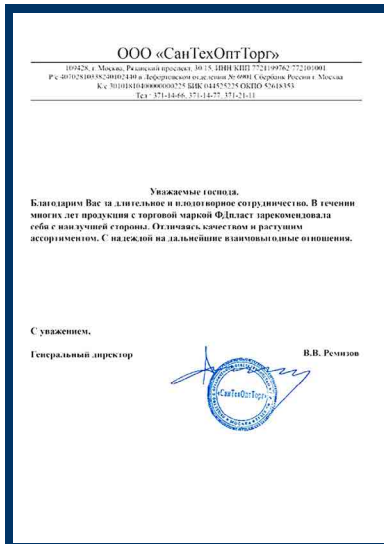 ООО «СанТехОптТорг»
109428, г. Москва, Рязанский проспект, 30/15, ИНН/КПП 7721199762/772101001
Р/с 40702810338240102440 в Лефортовском отделении № 6901 Сбербанк России г. Москва
К/с 30101810400000000225 БИК 044525225 ОКПО 52618353
Тел.: 371-14-66, 371-14-77, 371-21-11
Уважаемые господа.
Благодарим Вас за длительное и плодотворное сотрудничество. В течении
многих лет продукция с торговой маркой ФДпласт зарекомендовала
себя с наилучшей стороны. Отличаясь качеством и растущим
ассортиментом. С надеждой на дальнейшие взаимовыгодные отношения.
С уважением.
Генеральный директор
В.В. Ремизов
«СанТехОптТорг»